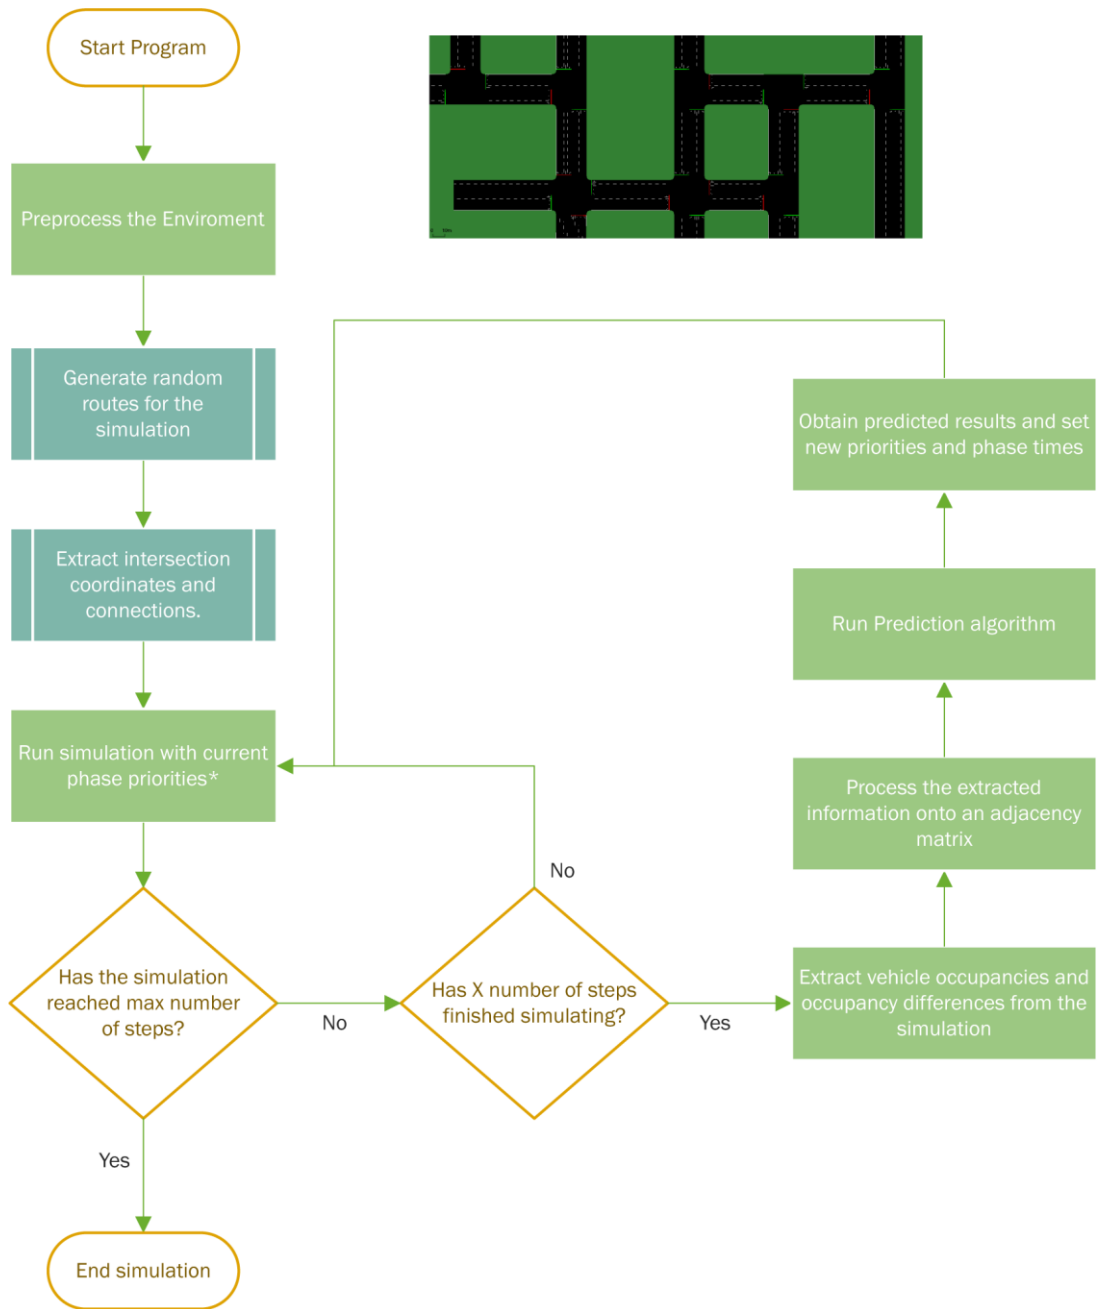 Start Program
Preprocess the Enviroment
Generate random
routes for the
simulation
Extract intersection
coordinates and
connections.
Run simulation with current
phase priorities*
Has the simulation
reached max number
of steps?
No
Yes
End simulation
Has X number of steps
finished simulating?
No
Yes
Extract vehicle occupancies and
occupancy differences from the
simulation
Process the extracted
information onto an adjacency
matrix
Run Prediction algorithm
Obtain predicted results and set
new priorities and phase times